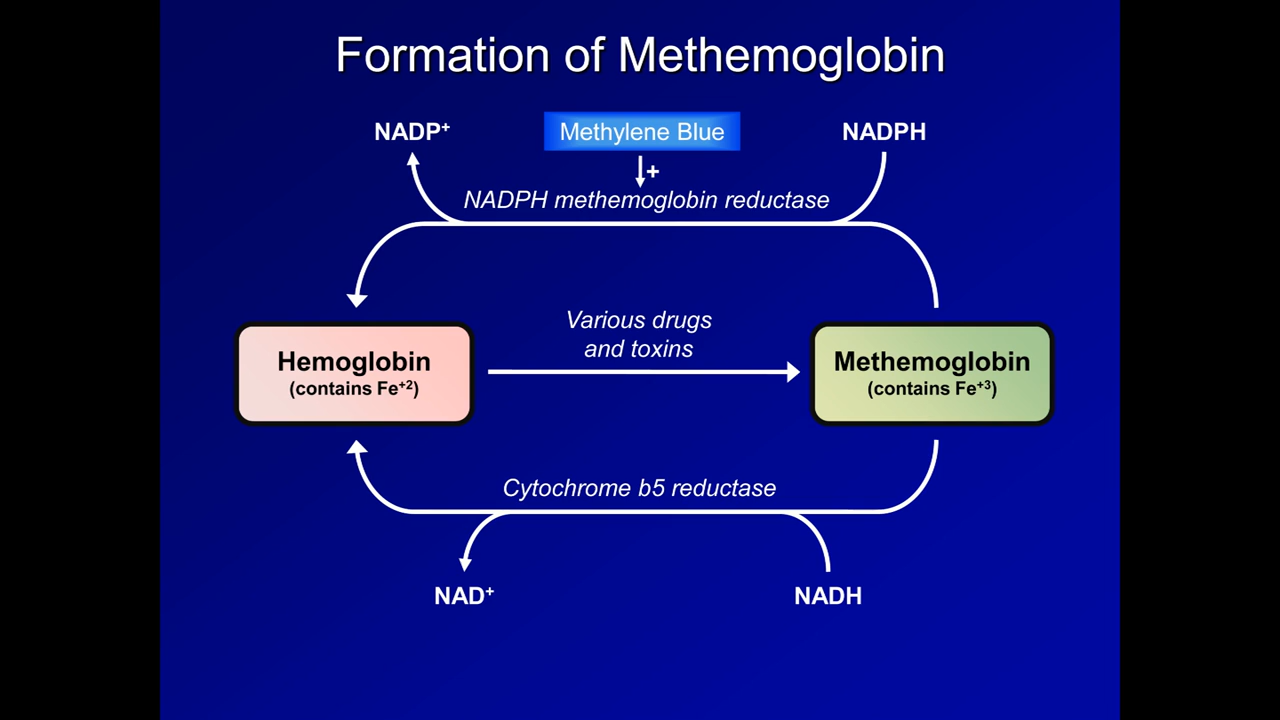 Formation of Methemoglobin
NADP⁺
Methylene Blue
NADPH
+
NADPH methemoglobin reductase
Various drugs
and toxins
Hemoglobin
(contains Fe⁺²)
Methemoglobin
(contains Fe⁺³)
Cytochrome b5 reductase
NAD⁺
NADH